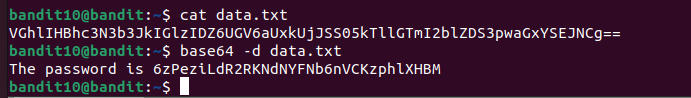 bandit10@bandit:~$ cat data.txt
VGhlIHBhc3N3b3JkIGlzIDZ6UGV6aUxkUjJSS05kTllGTmI2blZDS3pwaGxYSEJNCg==
bandit10@bandit:~$ base64 -d data.txt
The password is 6zPeziLdR2RKNdNYFNb6nVCKzphlXHBM
bandit10@bandit:~$